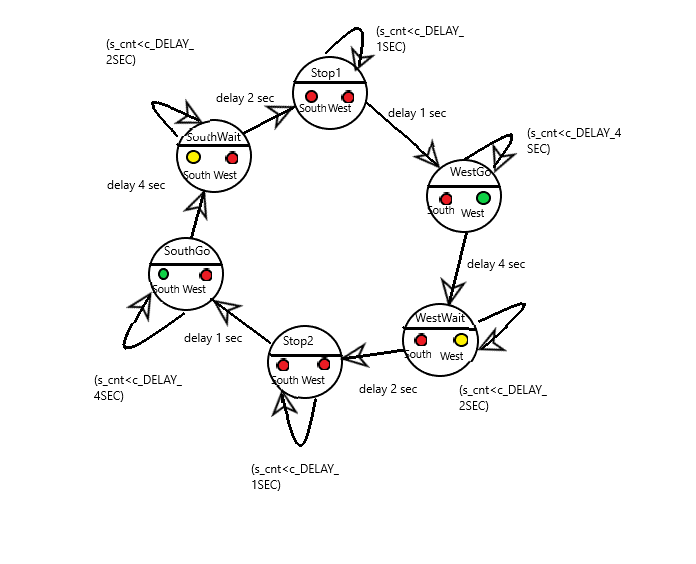 (s_cnt<c_DELAY_
2SEC)
(s_cnt<c_DELAY_
1SEC)
Stop1
South West
delay 2 sec
delay 1 sec
SouthWait
South West
(s_cnt<c_DELAY_4
SEC)
WestGo
South West
delay 4 sec
SouthGo
South West
delay 4 sec
WestWait
South West
delay 1 sec
Stop2
South West
delay 2 sec
(s_cnt<c_DELAY_
4SEC)
(s_cnt<c_DELAY_
2SEC)
(s_cnt<c_DELAY_
1SEC)